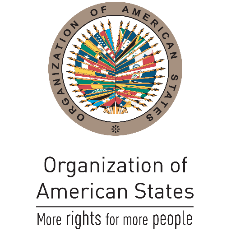 ORGANIZATION OF AMERICAN STATES
Organization of
American States
More rights for more people